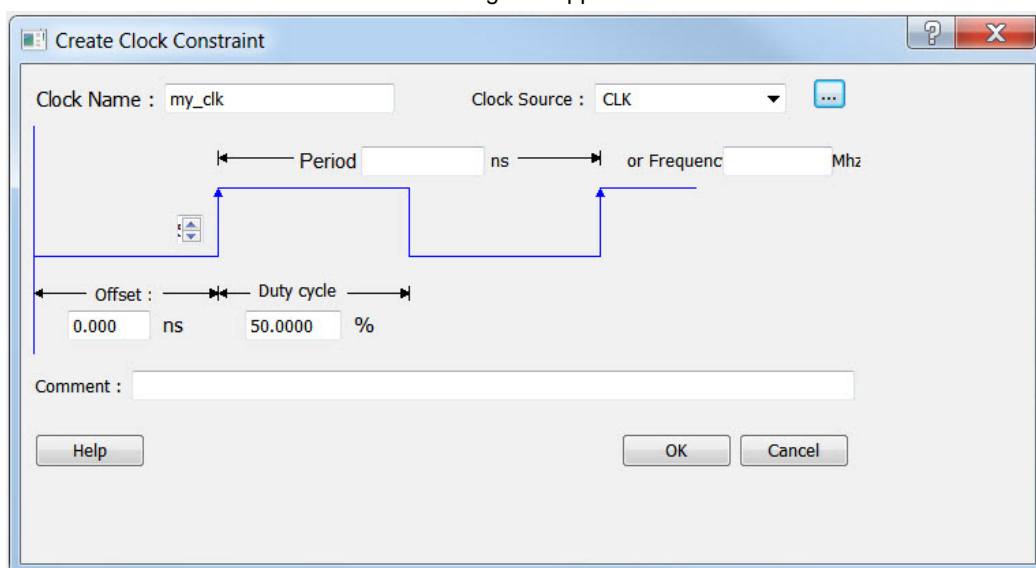 Create Clock Constraint
Clock Name : my_clk Clock Source : CLK ...
Period ns or Frequenc Mhz
Offset : Duty cycle
0.000 ns 50.0000 %
Comment :
Help OK Cancel